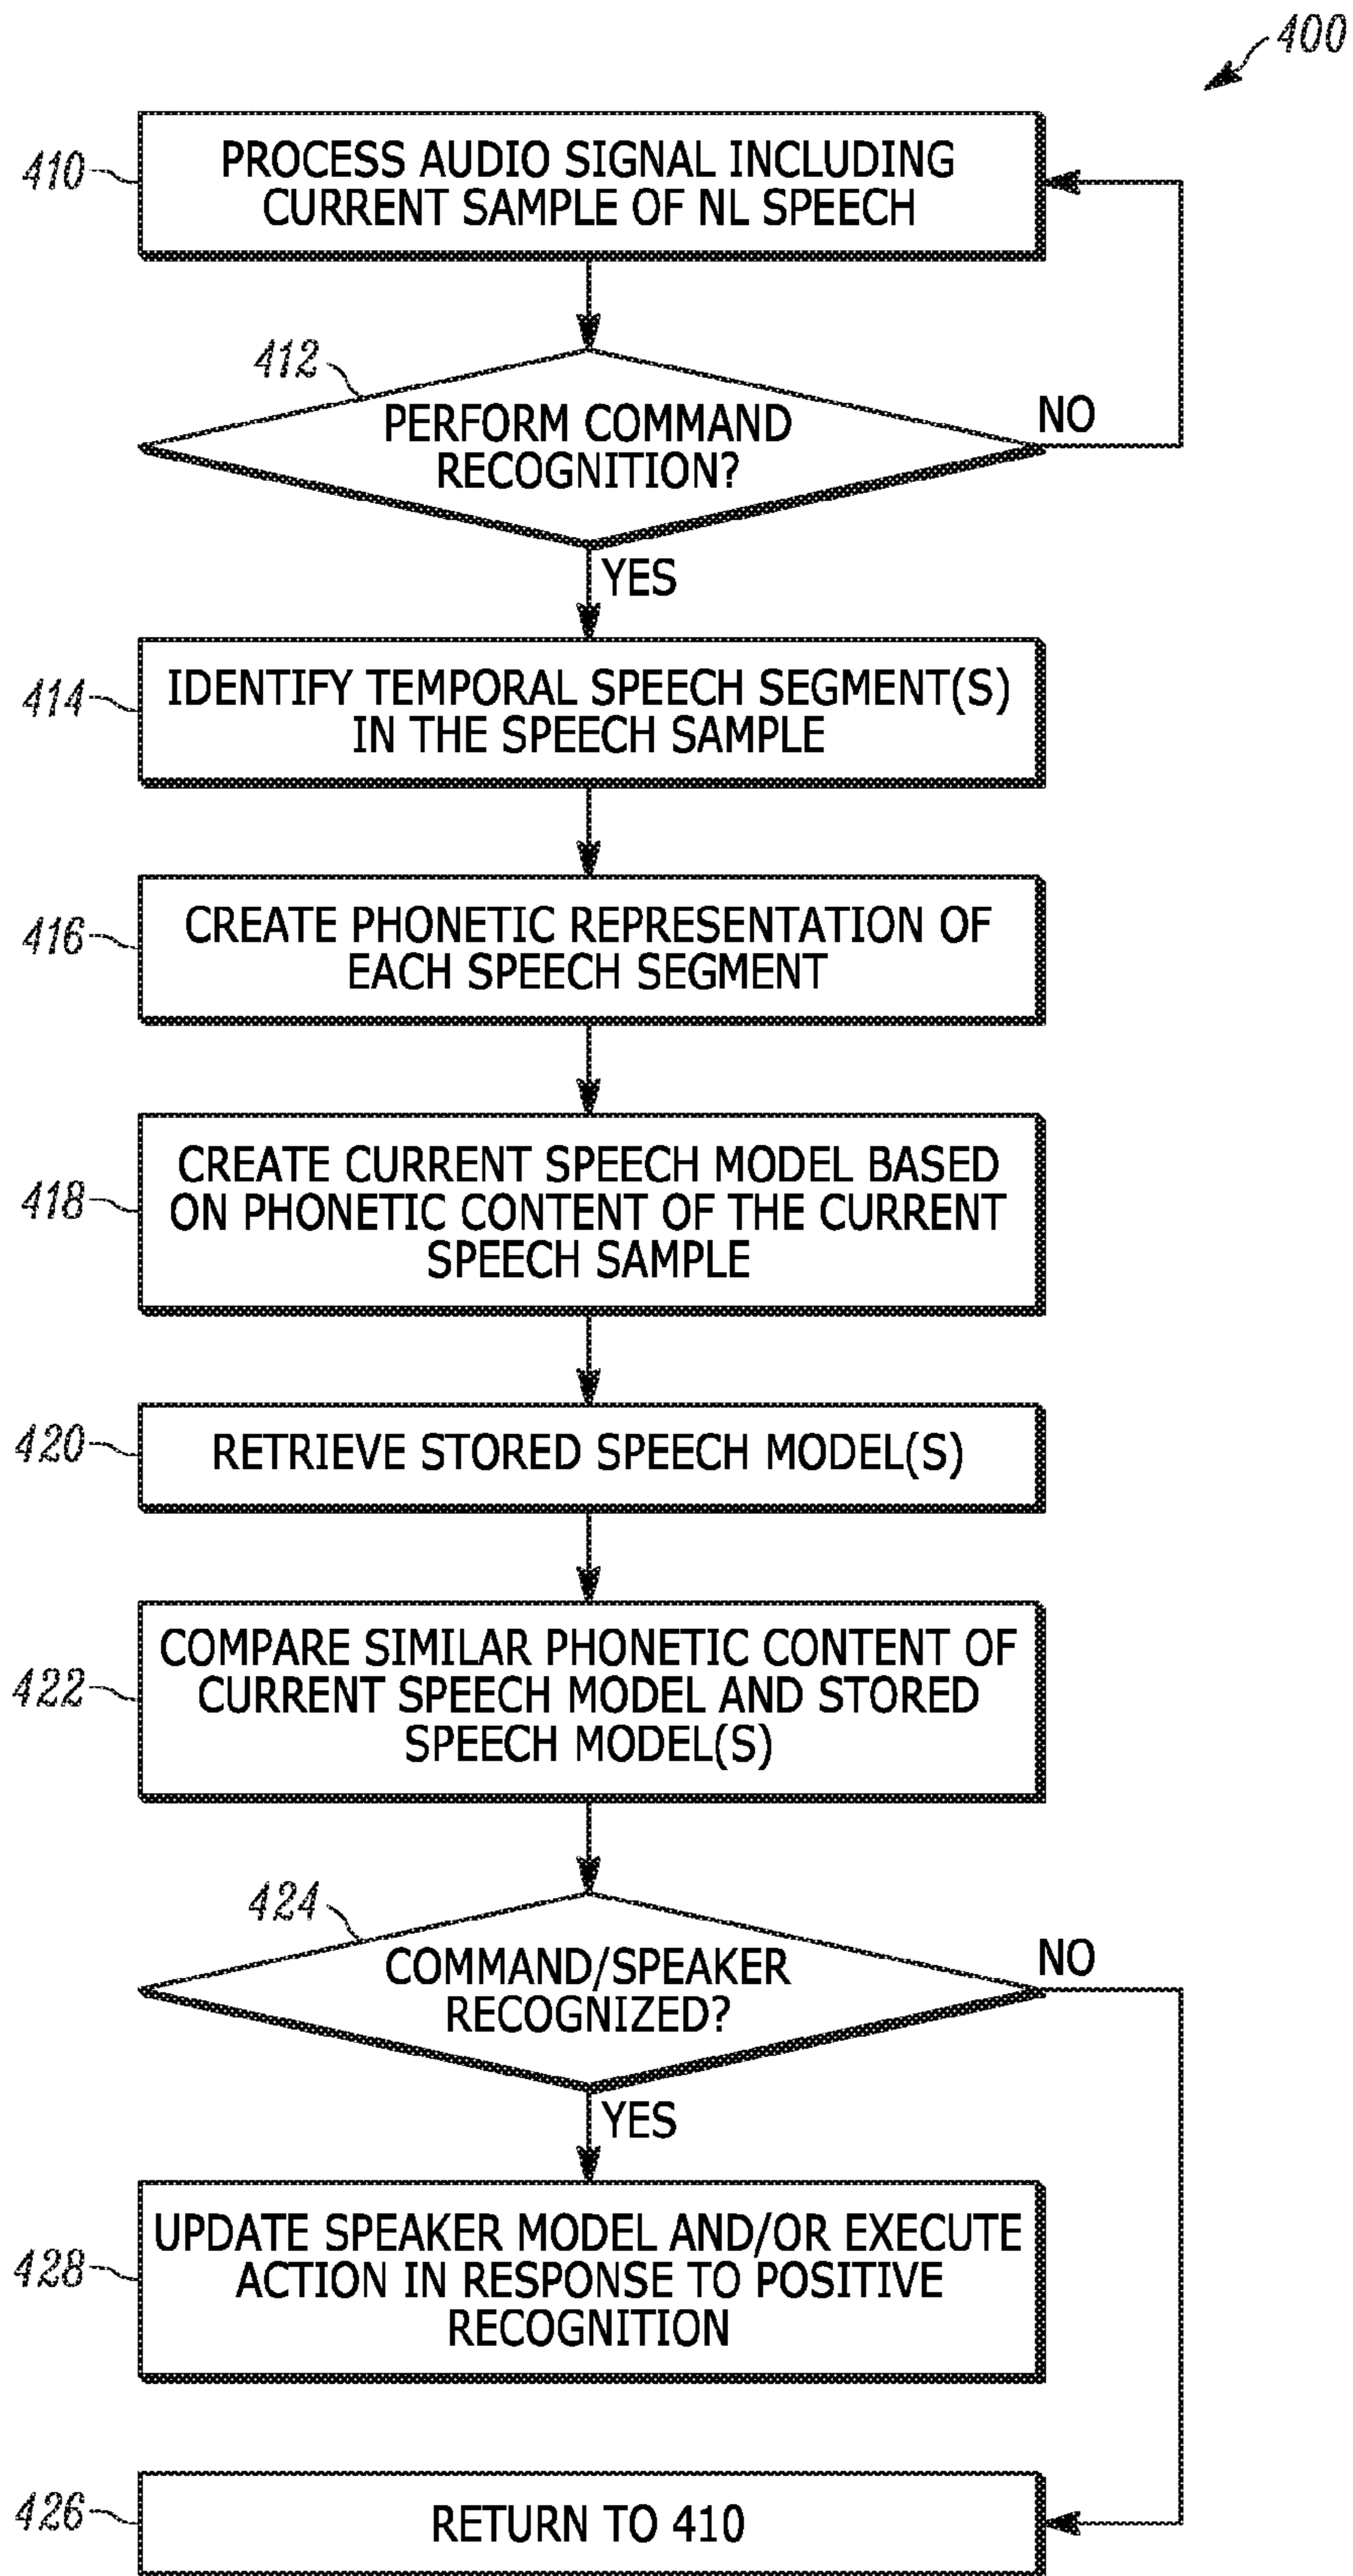 400
410
PROCESS AUDIO SIGNAL INCLUDING
CURRENT SAMPLE OF NL SPEECH
412
PERFORM COMMAND
RECOGNITION?
NO
YES
414
IDENTIFY TEMPORAL SPEECH SEGMENT(S)
IN THE SPEECH SAMPLE
416
CREATE PHONETIC REPRESENTATION OF
EACH SPEECH SEGMENT
418
CREATE CURRENT SPEECH MODEL BASED
ON PHONETIC CONTENT OF THE CURRENT
SPEECH SAMPLE
420
RETRIEVE STORED SPEECH MODEL(S)
422
COMPARE SIMILAR PHONETIC CONTENT OF
CURRENT SPEECH MODEL AND STORED
SPEECH MODEL(S)
424
COMMAND/SPEAKER
RECOGNIZED?
NO
YES
428
UPDATE SPEAKER MODEL AND/OR EXECUTE
ACTION IN RESPONSE TO POSITIVE
RECOGNITION
426
RETURN TO 410